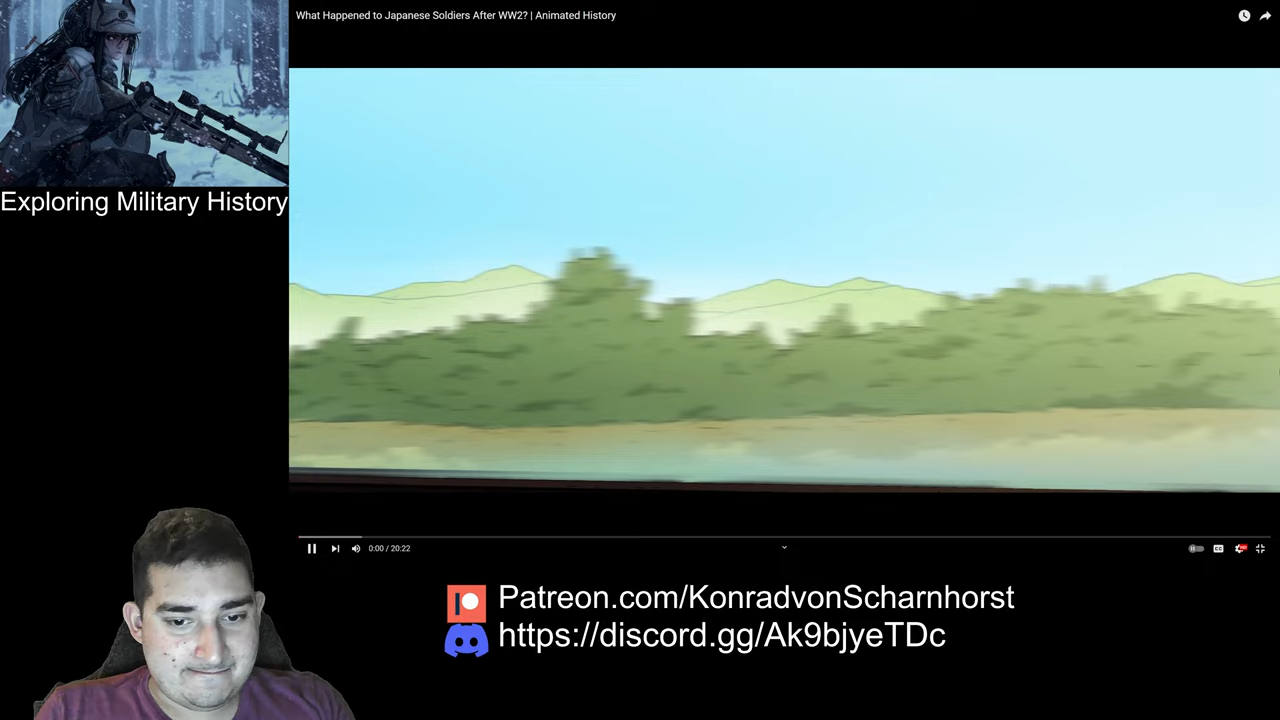 What Happened to Japanese Soldiers After WW2? | Animated History
Exploring Military History
0:00 / 20:22
CC
Patreon.com/KonradvonScharnhorst
https://discord.gg/Ak9bjyeTDc